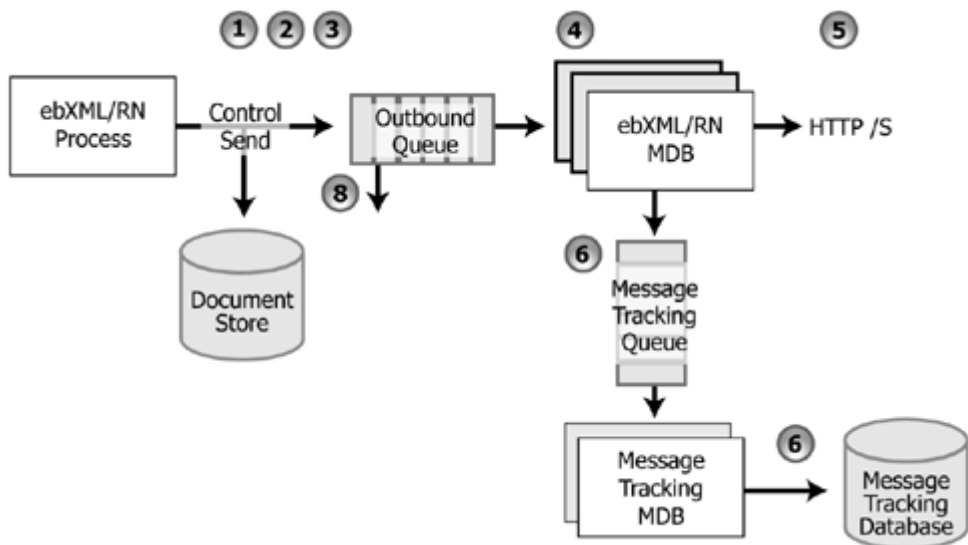 1 2 3
4
5
ebXML/RN
Process
Control
Send
Outbound
Queue
ebXML/RN
MDB
HTTP /S
8
Document
Store
6
Message
Tracking
Queue
Message
Tracking
MDB
6
Message
Tracking
Database